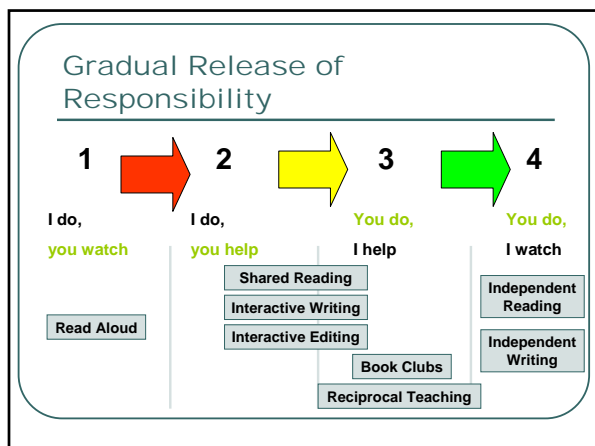 Gradual Release of
Responsibility
1
2
3
4
I do,
you watch
I do,
you help
You do,
I help
You do,
I watch
Read Aloud
Shared Reading
Interactive Writing
Interactive Editing
Book Clubs
Reciprocal Teaching
Independent
Reading
Independent
Writing